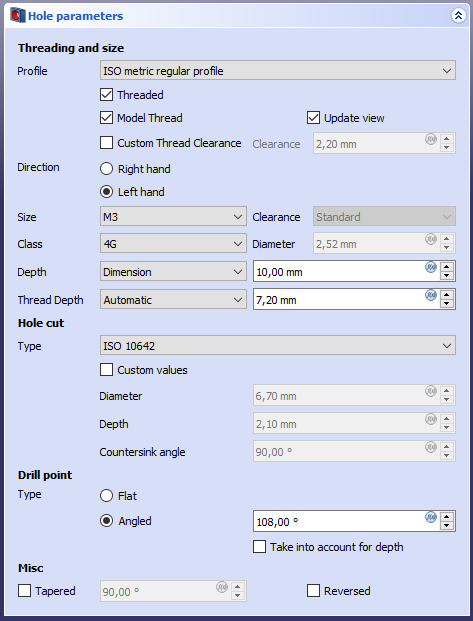 Hole parameters
Threading and size
Profile ISO metric regular profile
Threaded
Model Thread Update view
Custom Thread Clearance Clearance 2,20 mm
Direction Right hand
Left hand
Size M3 Clearance Standard
Class 4G Diameter 2,52 mm
Depth Dimension 10,00 mm
Thread Depth Automatic 7,20 mm
Hole cut
Type ISO 10642
Custom values
Diameter 6,70 mm
Depth 2,10 mm
Countersink angle 90,00 °
Drill point
Type Flat
Angled 108,00 °
Take into account for depth
Misc
Tapered 90,00 ° Reversed